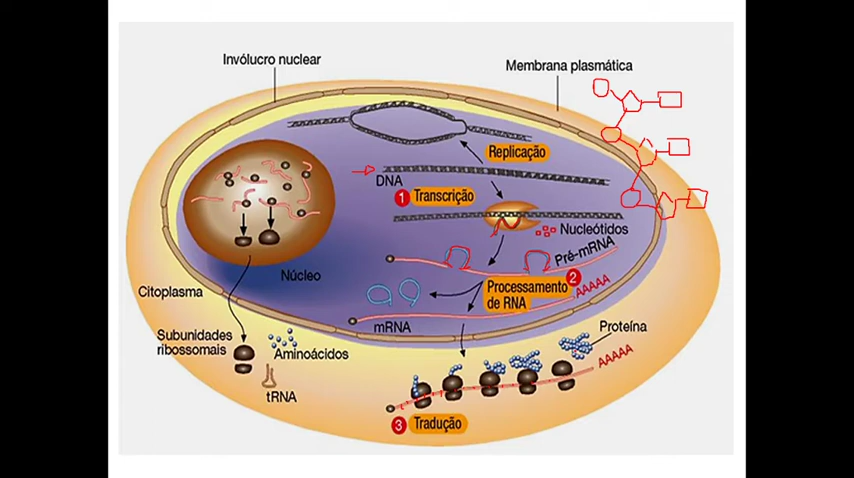 Invólucro nuclear
Membrana plasmática
Replicação
DNA
1 Transcrição
Nucleótidos
Pré-mRNA
Núcleo
2
Processamento
de RNA
AAAAA
Citoplasma
mRNA
Subunidades
ribossomais
Aminoácidos
Proteína
AAAAA
tRNA
3 Tradução